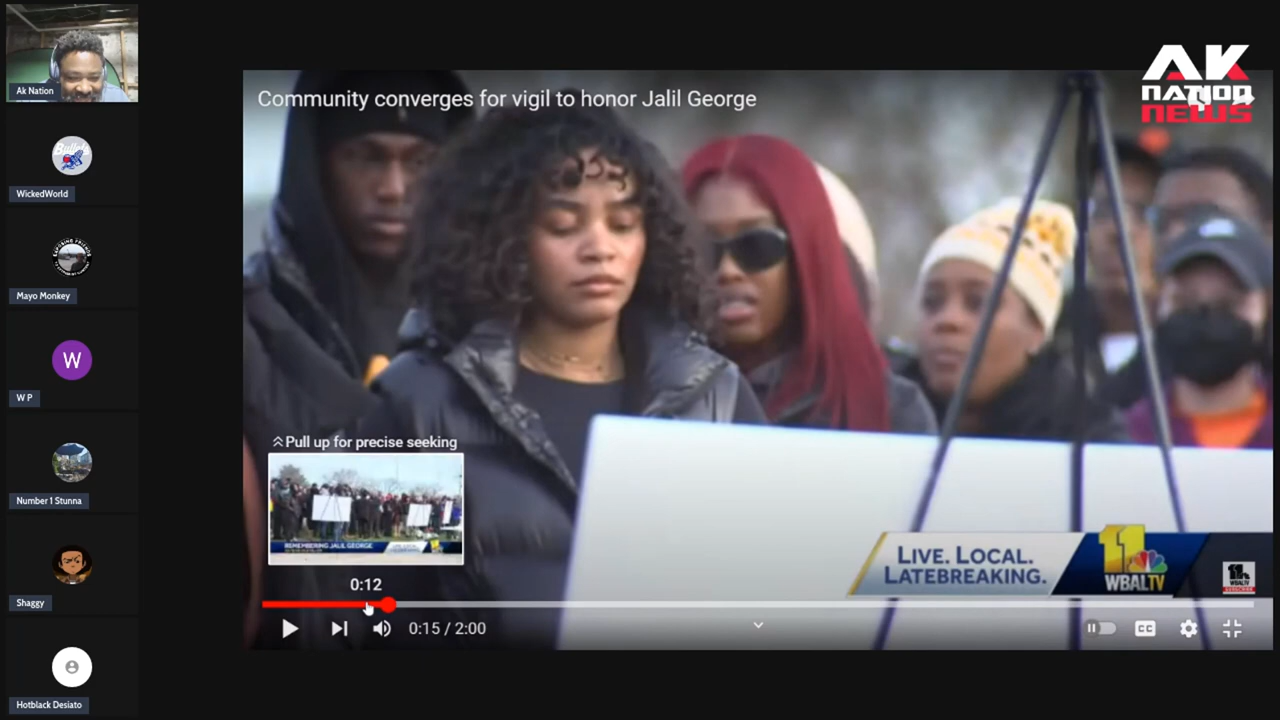 Ak Nation
WickedWorld
Mayo Monkey
W
W P
Number 1 Stunna
Shaggy
Hotblack Desiato
AK
NATION
NEWS
Community converges for vigil to honor Jalil George
Pull up for precise seeking
REMEMBERING JALIL GEORGE
0:12
LIVE. LOCAL.
LATEBREAKING.
11
WBALTV
0:15 / 2:00
CC